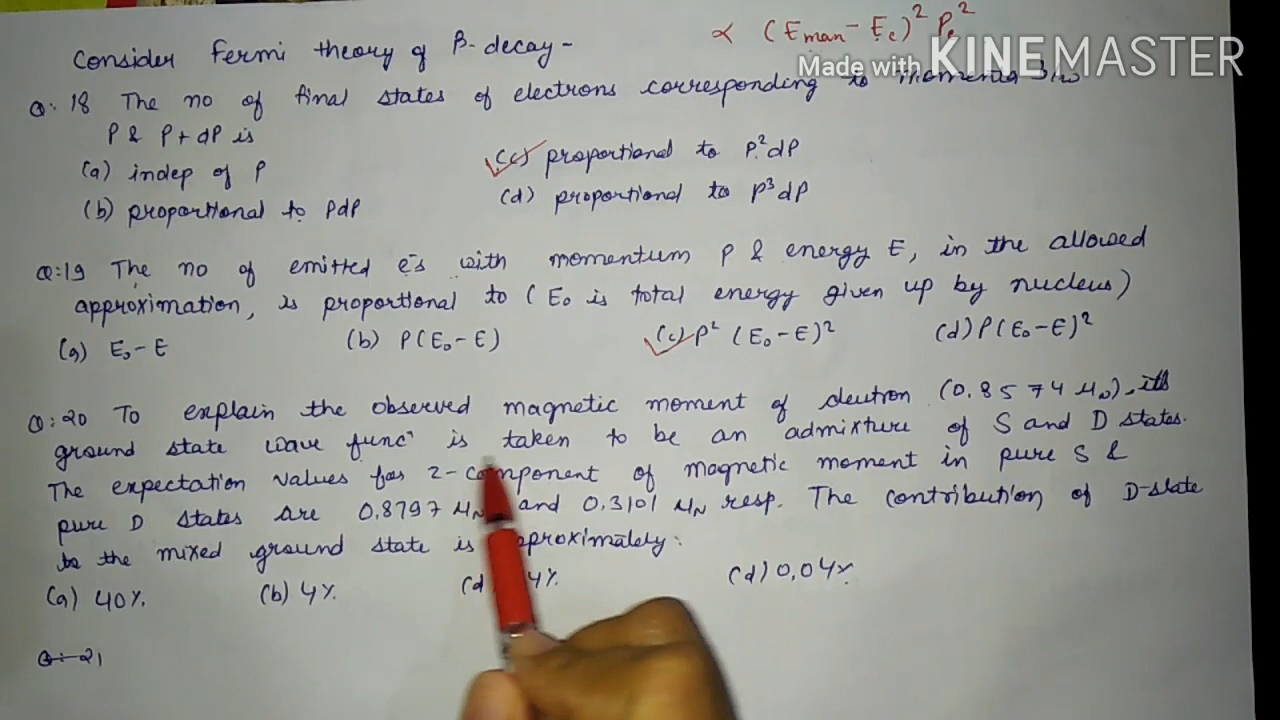 ∝ (Eman - Ee)² Pe²
Consider Fermi theory of β-decay -
Made with KINEMASTER
Q. 18 The no of final states of electrons corresponding to momenta b/w
P & P+dP is
(a) indep of P
(c) proportional to P²dP
(b) proportional to PdP
(d) proportional to P³dP
Q:19 The no of emitted e⁻s with momentum P & energy E, in the allowed
approximation, is proportional to (E₀ is total energy given up by nucleus)
(a) E₀-E (b) P(E₀-E) (c) P² (E₀-E)² (d) P(E₀-E)²
Q:20 To explain the observed magnetic moment of deutron (0.8574 μN), its
ground state wave funcⁿ is taken to be an admixture of S and D states.
The expectation values for z-component of magnetic moment in pure S &
pure D states are 0.8797 μN and 0.3101 μN resp. The contribution of D-state
to the mixed ground state is approximately:
(a) 40%. (b) 4%. (d) 4%. (d) 0.04%.
Q: 21